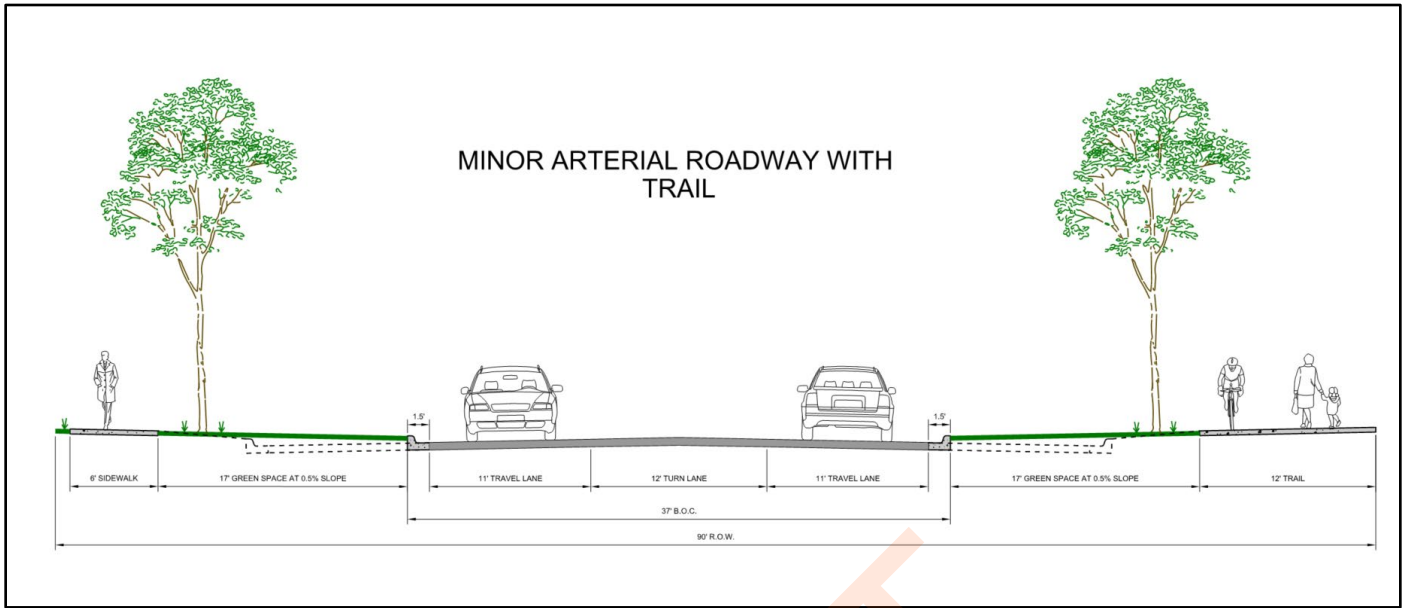 MINOR ARTERIAL ROADWAY WITH
TRAIL
1.5'
1.5'
6' SIDEWALK
17' GREEN SPACE AT 0.5% SLOPE
11' TRAVEL LANE
12' TURN LANE
11' TRAVEL LANE
17' GREEN SPACE AT 0.5% SLOPE
12' TRAIL
37' B.O.C.
90' R.O.W.